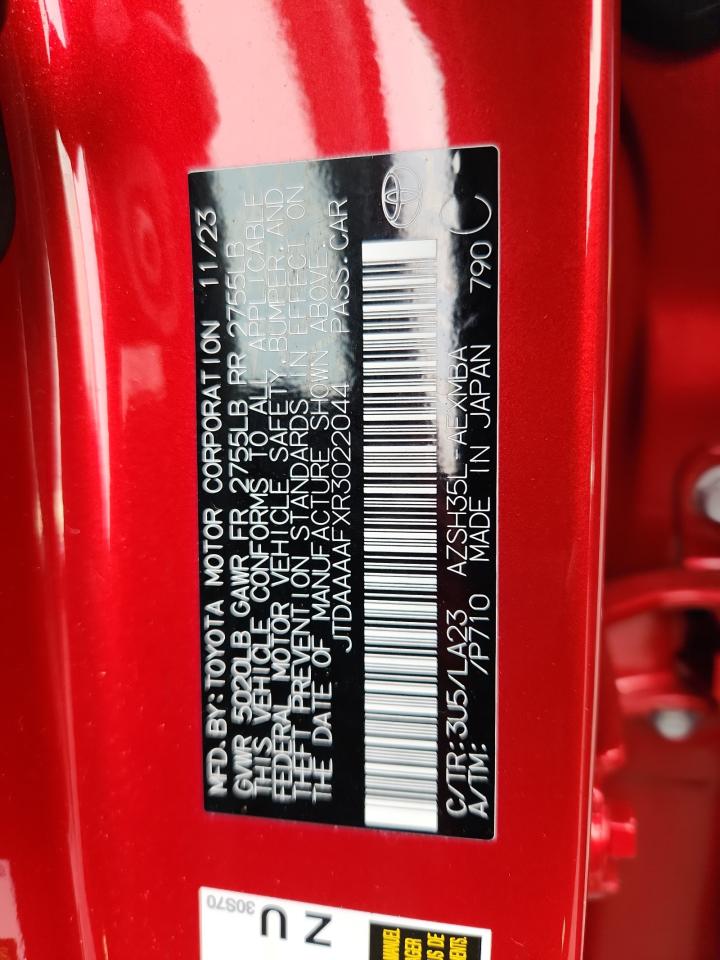 MFD.BY:TOYOTA MOTOR CORPORATION 11/23
GVWR 5020LB GAWR FR 2755LB RR 2755LB
THIS VEHICLE CONFORMS TO ALL APPLICABLE
FEDERAL MOTOR VEHICLE SAFETY, BUMPER, AND
THEFT PREVENTION STANDARDS IN EFFECT ON
THE DATE OF MANUFACTURE SHOWN ABOVE.
JTDAAAAFXR3022044 PASS.CAR
C/TR:3U5/LA23 AZSH35L-AEXMBA
A/TM: /P710 MADE IN JAPAN 790 C
30S70
Z U